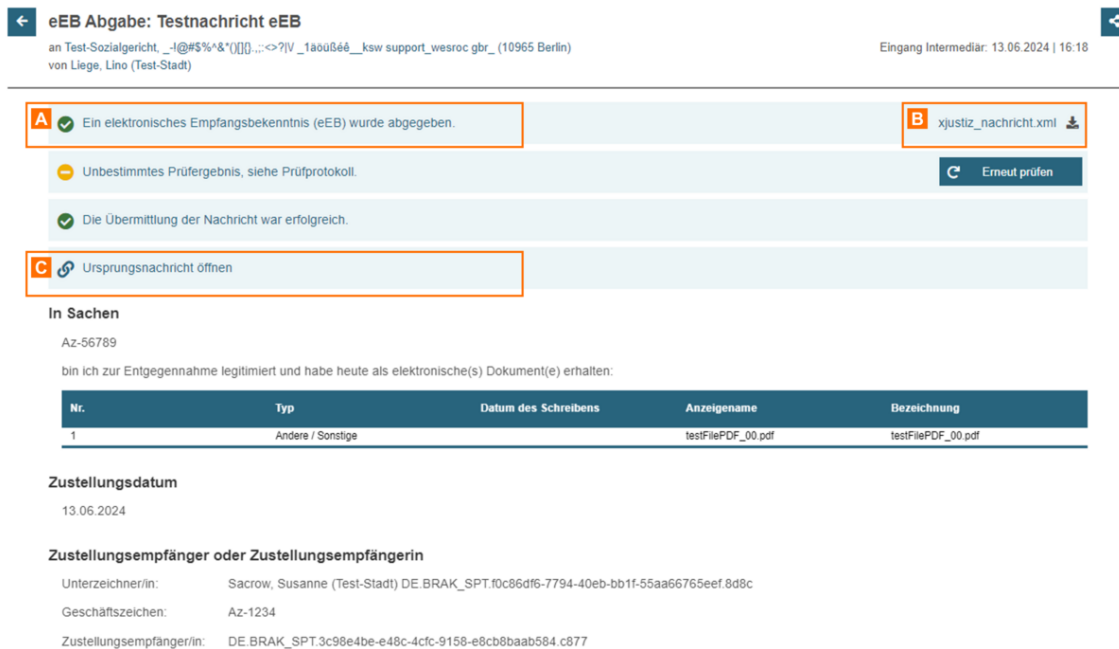 eEB Abgabe: Testnachricht eEB
an Test-Sozialgericht, _-!@#$%^&*()[]{}.,;:<>?|\/ _1äöüßéê__ksw support_wesroc gbr_ (10965 Berlin)
Eingang Intermediär: 13.06.2024 | 16:18
von Liege, Lino (Test-Stadt)
A Ein elektronisches Empfangsbekenntnis (eEB) wurde abgegeben.
B xjustiz_nachricht.xml
Unbestimmtes Prüfergebnis, siehe Prüfprotokoll.
Erneut prüfen
Die Übermittlung der Nachricht war erfolgreich.
C Ursprungsnachricht öffnen
In Sachen
Az-56789
bin ich zur Entgegennahme legitimiert und habe heute als elektronische(s) Dokument(e) erhalten:
Nr. Typ Datum des Schreibens Anzeigename Bezeichnung
1 Andere / Sonstige testFilePDF_00.pdf testFilePDF_00.pdf
Zustellungsdatum
13.06.2024
Zustellungsempfänger oder Zustellungsempfängerin
Unterzeichner/in: Sacrow, Susanne (Test-Stadt) DE.BRAK_SPT.f0c86df6-7794-40eb-bb1f-55aa66765eef.8d8c
Geschäftszeichen: Az-1234
Zustellungsempfänger/in: DE.BRAK_SPT.3c98e4be-e48c-4cfc-9158-e8cb8baab584.c877